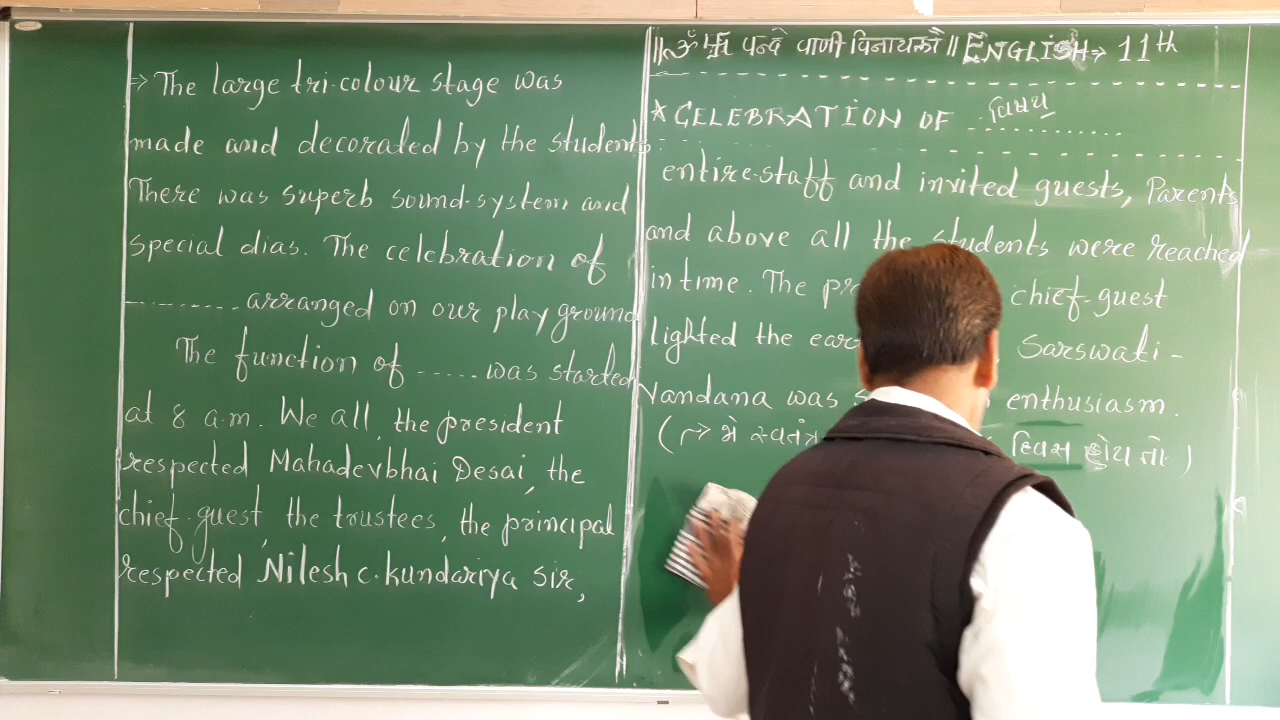 → The large tri-colour stage was
made and decorated by the students.
There was superb sound-system and
special dias. The celebration of
.......... arranged on our play ground
The function of ..... was started
at 8 a.m. We all, the president
respected Mahadevbhai Desai, the
chief-guest, the trustees, the principal
respected Nilesh C. Kundariya Sir,
ENGLISH → 11th
* CELEBRATION OF ............
વિષય
entire-staff and invited guests, Parents
and above all the students were reached
in time. The chief-guest
lighted the Sarswati-
Vandana was enthusiasm.
હોય તો )